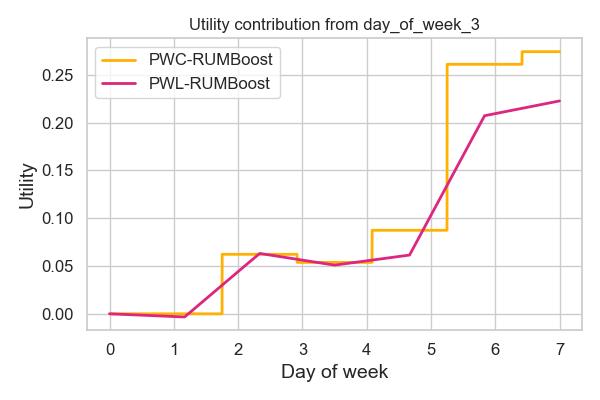 Utility contribution from day_of_week_3
PWC-RUMBoost
PWL-RUMBoost
0.25
0.20
0.15
0.10
0.05
0.00
Utility
0 1 2 3 4 5 6 7
Day of week